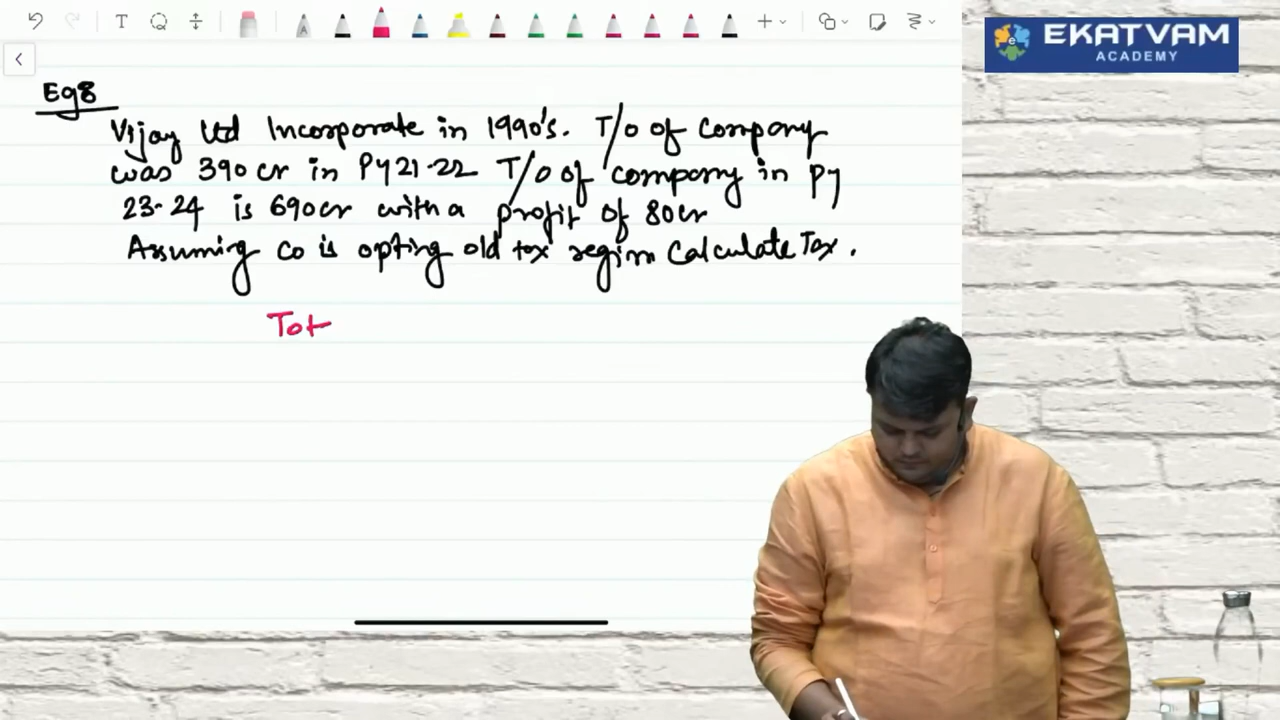 EKATVAM
ACADEMY
Eg8
Vijay Ltd Incorporate in 1990's. T/o of Company
was 390 cr in Py 21-22 T/o of company in py
23-24 is 690cr with a profit of 80cr
Assuming co is opting old tax regim Calculate Tax.
Tot